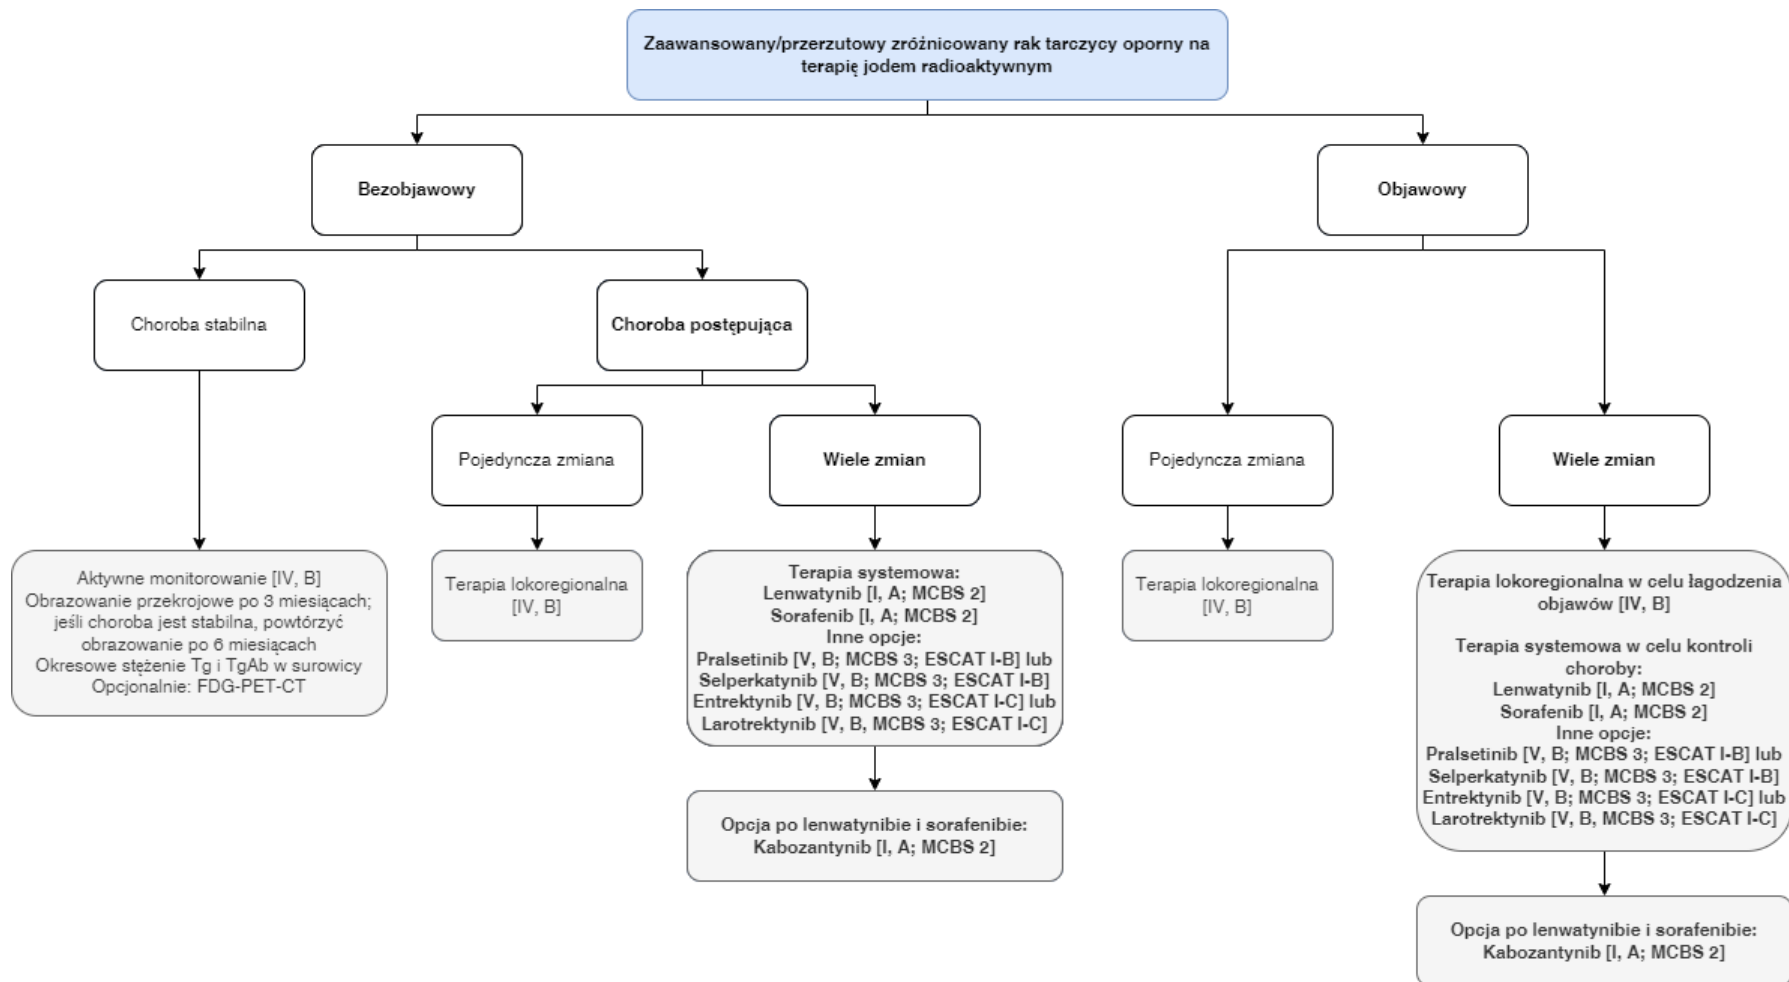 Zaawansowany/przerzutowy zróżnicowany rak tarczycy oporny na
terapię jodem radioaktywnym
Bezobjawowy
Objawowy
Choroba stabilna
Choroba postępująca
Pojedyncza zmiana
Wiele zmian
Pojedyncza zmiana
Wiele zmian
Aktywne monitorowanie [IV, B]
Obrazowanie przekrojowe po 3 miesiącach;
jeśli choroba jest stabilna, powtórzyć
obrazowanie po 6 miesiącach
Okresowe stężenie Tg i TgAb w surowicy
Opcjonalnie: FDG-PET-CT
Terapia lokoregionalna
[IV, B]
Terapia systemowa:
Lenwatynib [I, A; MCBS 2]
Sorafenib [I, A; MCBS 2]
Inne opcje:
Pralsetinib [V, B; MCBS 3; ESCAT I-B] lub
Selperkatynib [V, B; MCBS 3; ESCAT I-B]
Entrektynib [V, B; MCBS 3; ESCAT I-C] lub
Larotrektynib [V, B, MCBS 3; ESCAT I-C]
Opcja po lenwatynibie i sorafenibie:
Kabozantynib [I, A; MCBS 2]
Terapia lokoregionalna
[IV, B]
Terapia lokoregionalna w celu łagodzenia
objawów [IV, B]
Terapia systemowa w celu kontroli
choroby:
Lenwatynib [I, A; MCBS 2]
Sorafenib [I, A; MCBS 2]
Inne opcje:
Pralsetinib [V, B; MCBS 3; ESCAT I-B] lub
Selperkatynib [V, B; MCBS 3; ESCAT I-B]
Entrektynib [V, B; MCBS 3; ESCAT I-C] lub
Larotrektynib [V, B, MCBS 3; ESCAT I-C]
Opcja po lenwatynibie i sorafenibie:
Kabozantynib [I, A; MCBS 2]